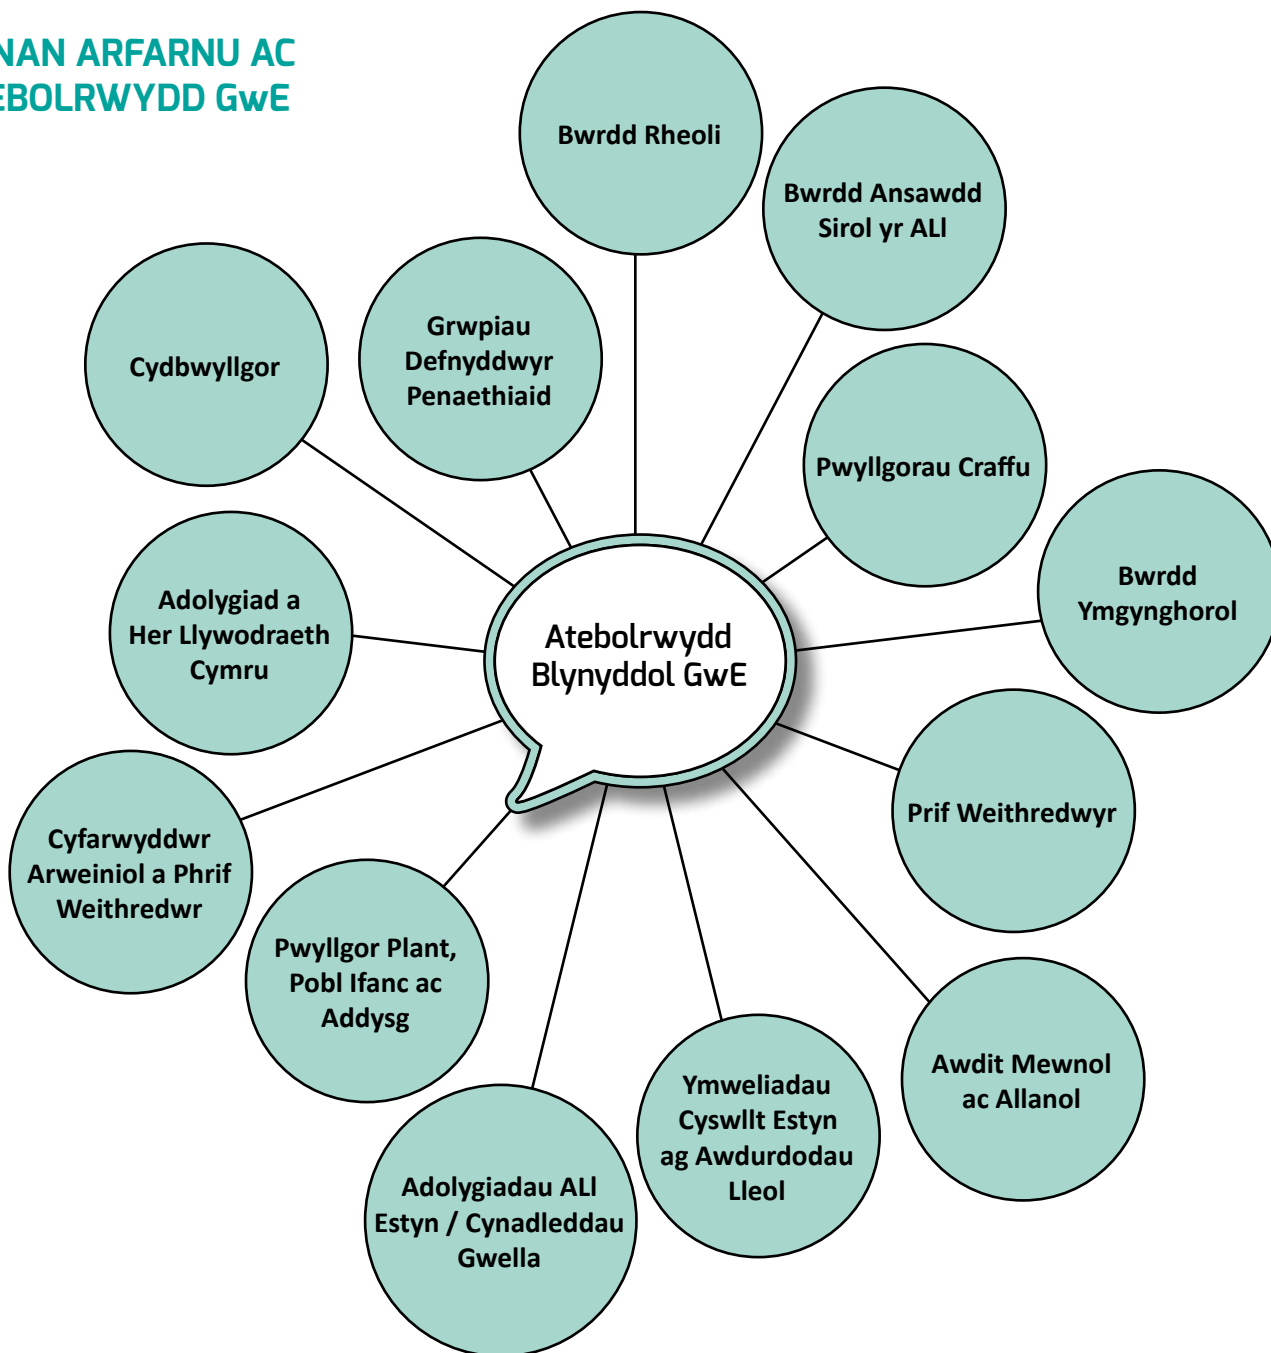 NAN ARFARNU AC
EBOLRWYDD GwE
Bwrdd Rheoli
Bwrdd Ansawdd
Sirol yr ALl
Grwpiau
Defnyddwyr
Penaethiaid
Cydbwyllgor
Pwyllgorau Craffu
Bwrdd
Ymgynghorol
Adolygiad a
Her Llywodraeth
Cymru
Atebolrwydd
Blynyddol GwE
Prif Weithredwyr
Cyfarwyddwr
Arweiniol a Phrif
Weithredwr
Pwyllgor Plant,
Pobl Ifanc ac
Addysg
Awdit Mewnol
ac Allanol
Ymweliadau
Cyswllt Estyn
ag Awdurdodau
Lleol
Adolygiadau ALl
Estyn / Cynadleddau
Gwella